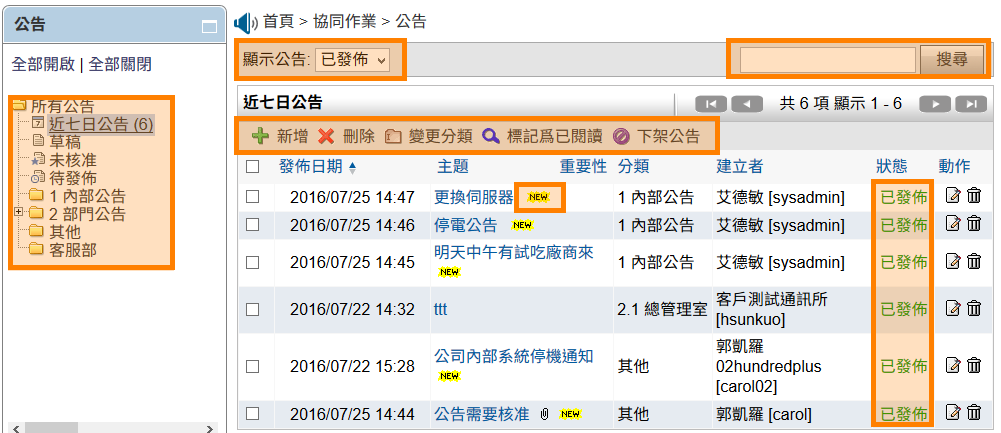 公告
全部開啟 | 全部關閉
所有公告
近七日公告 (6)
草稿
未核准
待發佈
1 內部公告
2 部門公告
其他
客服部
首頁 > 協同作業 > 公告
顯示公告: 已發佈
搜尋
近七日公告
共 6 項 顯示 1 - 6
新增 刪除 變更分類 標記為已閱讀 下架公告
發佈日期 主題 重要性 分類 建立者 狀態 動作
2016/07/25 14:47 更換伺服器 NEW 1 內部公告 艾德敏 [sysadmin] 已發佈
2016/07/25 14:46 停電公告 NEW 1 內部公告 艾德敏 [sysadmin] 已發佈
2016/07/25 14:45 明天中午有試吃廠商來 NEW 1 內部公告 艾德敏 [sysadmin] 已發佈
2016/07/22 14:32 ttt 2.1 總管理室 客戶測試通訊所 [hsunkuo] 已發佈
2016/07/22 15:28 公司內部系統停機通知 NEW 其他 郭凱羅 02hundredplus [carol02] 已發佈
2016/07/25 14:44 公告需要核准 NEW 其他 郭凱羅 [carol] 已發佈